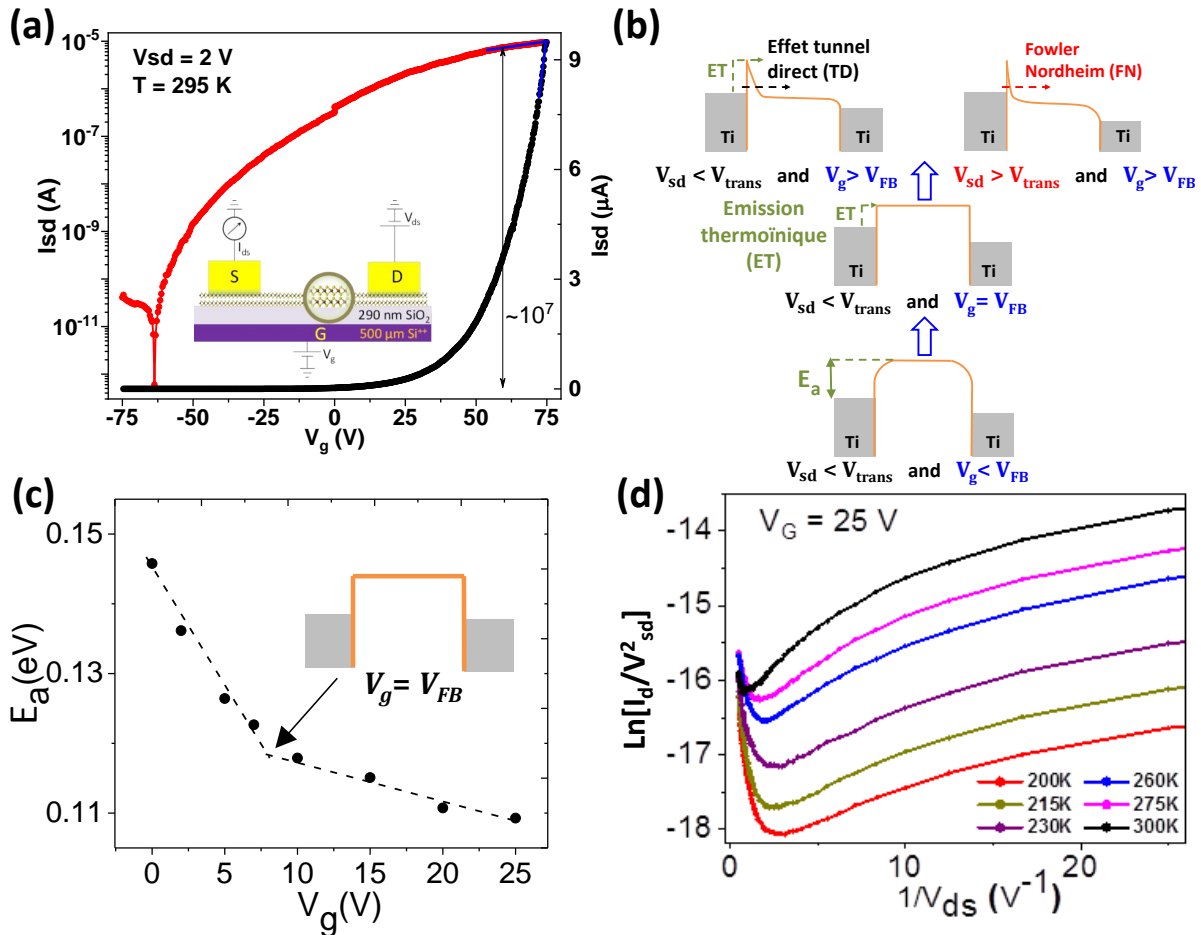 (a)
Vsd = 2 V
T = 295 K
10⁻⁵
10⁻⁷
10⁻⁹
10⁻¹¹
Isd (A)
9
6
3
0
Isd (µA)
~10⁷
-75 -50 -25 0 25 50 75
V_g (V)
I_ds
V_ds
S
D
290 nm SiO₂
G
500 µm Si⁺⁺
V_g
(b)
ET
Effet tunnel
direct (TD)
Fowler
Nordheim (FN)
Ti Ti Ti Ti
V_sd < V_trans and V_g> V_FB
V_sd > V_trans and V_g> V_FB
Emission
thermoïnique
(ET)
ET
Ti Ti
V_sd < V_trans and V_g= V_FB
E_a
Ti Ti
V_sd < V_trans and V_g< V_FB
(c)
0.15
0.13
0.11
E_a(eV)
V_g= V_FB
0 5 10 15 20 25
V_g(V)
(d)
V_G = 25 V
-14
-15
-16
-17
-18
Ln[I_d/V²_sd]
200K 260K
215K 275K
230K 300K
0 10 20
1/V_ds (V⁻¹)